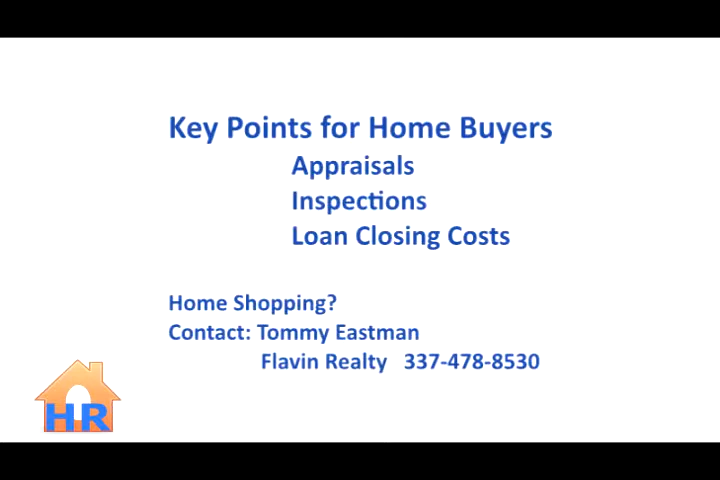 Key Points for Home Buyers
Appraisals
Inspections
Loan Closing Costs
Home Shopping?
Contact: Tommy Eastman
Flavin Realty 337-478-8530
HR